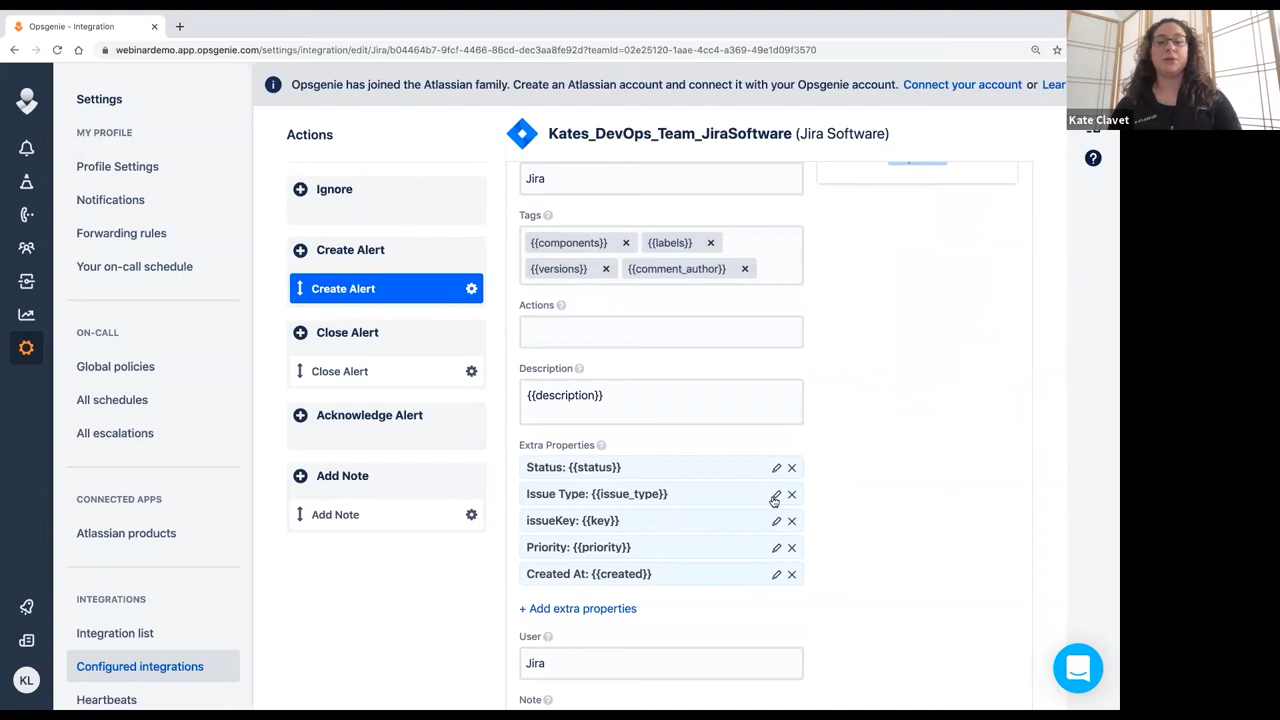 Opsgenie - Integration
webinardemo.app.opsgenie.com/settings/integration/edit/Jira/b04464b7-9fcf-4466-86cd-dec3aa8fe92d?teamId=02e25120-1aae-4cc4-a369-49e1d09f3570
Kate Clavet
Opsgenie has joined the Atlassian family. Create an Atlassian account and connect it with your Opsgenie account. Connect your account or Lear
Settings
MY PROFILE
Profile Settings
Notifications
Forwarding rules
Your on-call schedule
ON-CALL
Global policies
All schedules
All escalations
CONNECTED APPS
Atlassian products
INTEGRATIONS
Integration list
Configured integrations
Heartbeats
KL
Actions
Ignore
Create Alert
Create Alert
Close Alert
Close Alert
Acknowledge Alert
Add Note
Add Note
Kates_DevOps_Team_JiraSoftware (Jira Software)
Jira
Tags
{{components}} {{labels}}
{{versions}} {{comment_author}}
Actions
Description
{{description}}
Extra Properties
Status: {{status}}
Issue Type: {{issue_type}}
issueKey: {{key}}
Priority: {{priority}}
Created At: {{created}}
+ Add extra properties
User
Jira
Note